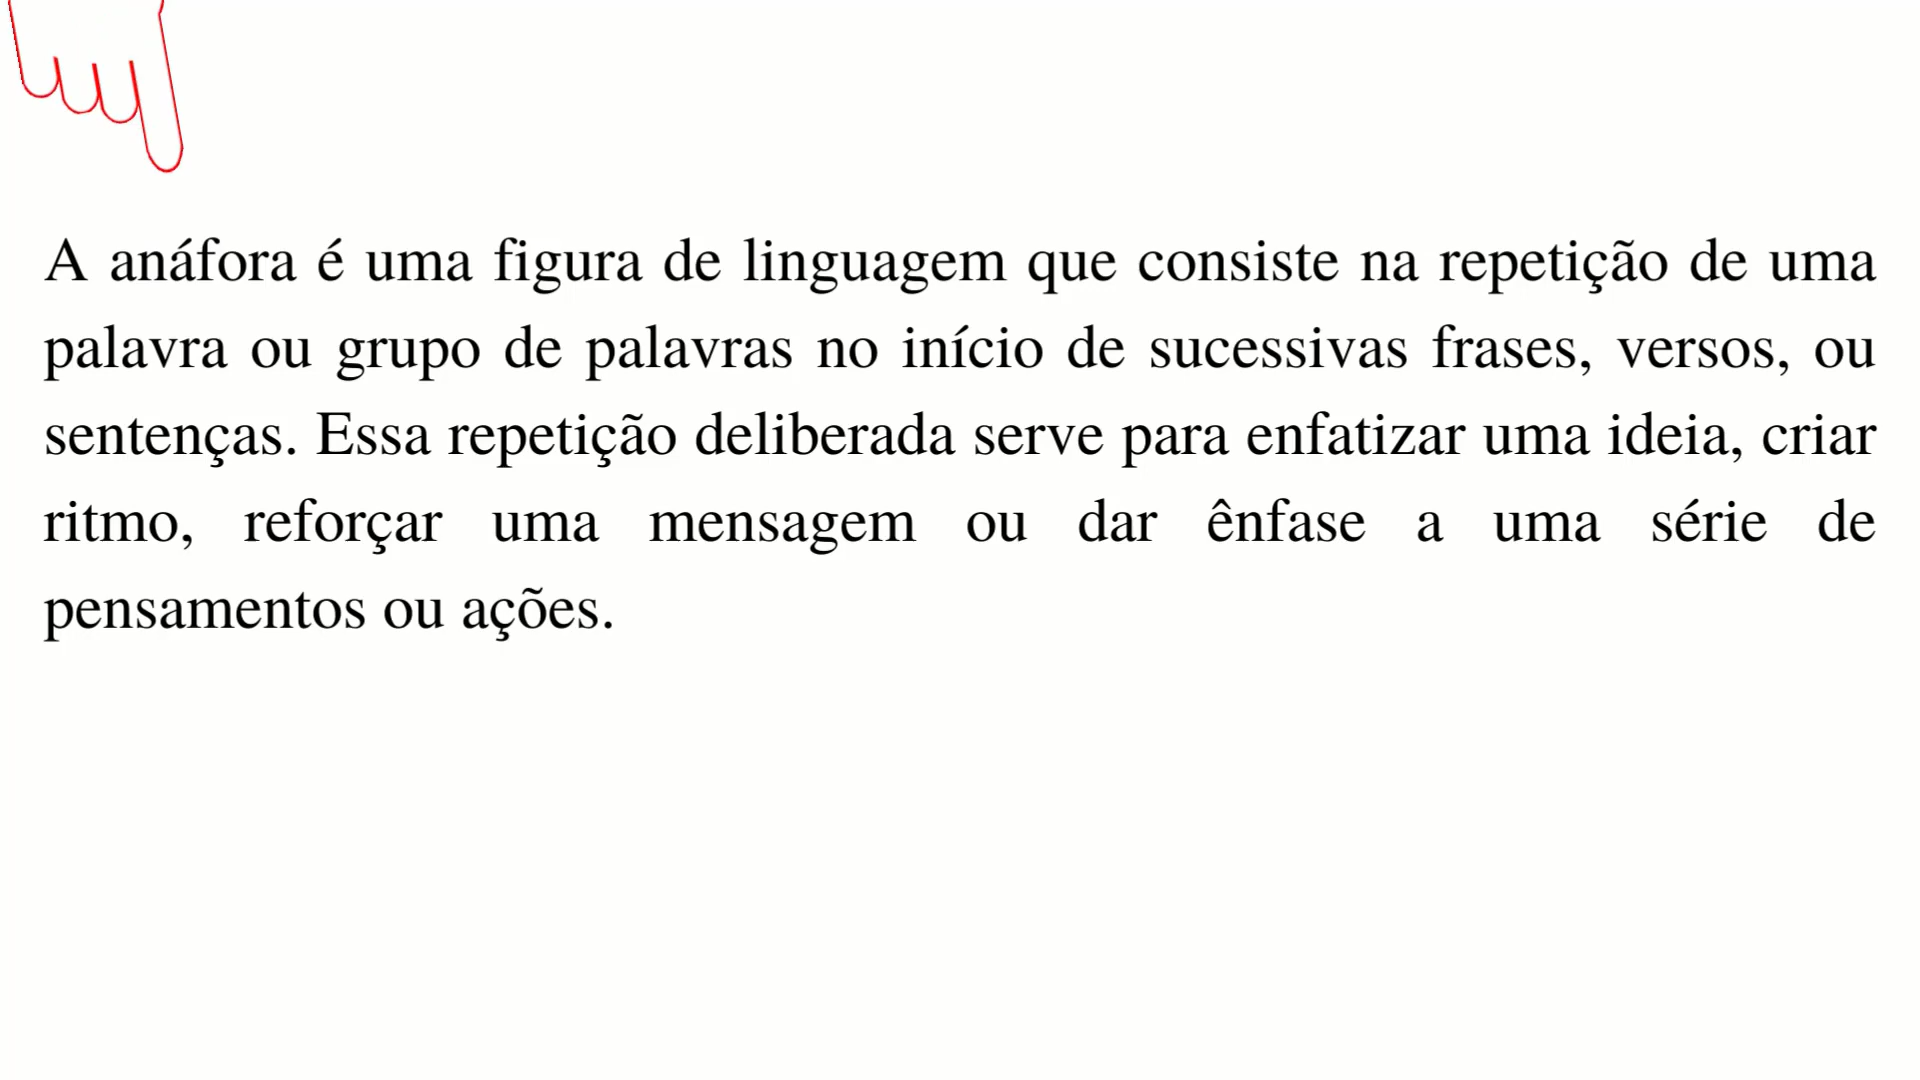 A anáfora é uma figura de linguagem que consiste na repetição de uma
palavra ou grupo de palavras no início de sucessivas frases, versos, ou
sentenças. Essa repetição deliberada serve para enfatizar uma ideia, criar
ritmo, reforçar uma mensagem ou dar ênfase a uma série de
pensamentos ou ações.